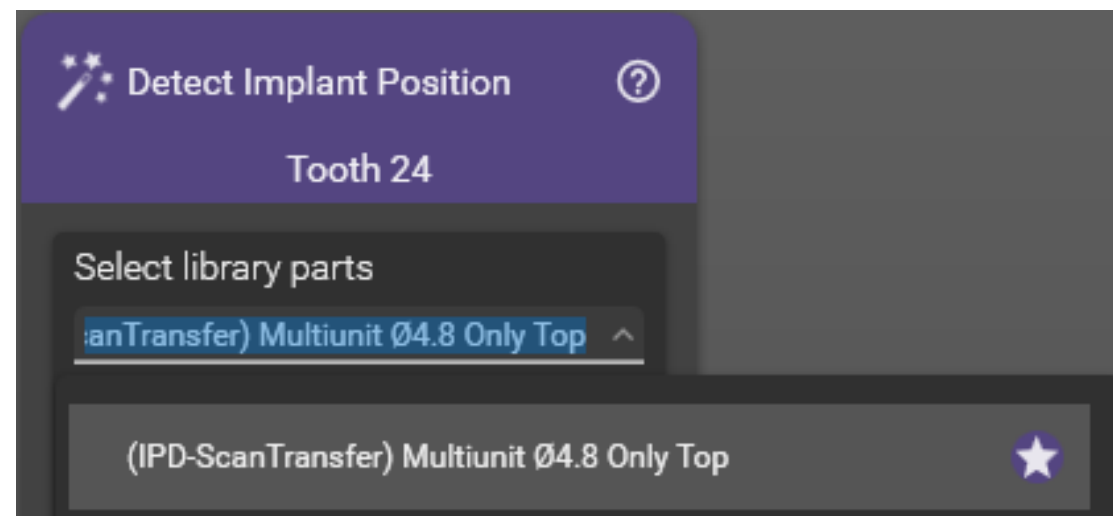 Detect Implant Position
Tooth 24
Select library parts
anTransfer) Multiunit Ø4.8 Only Top
(IPD-ScanTransfer) Multiunit Ø4.8 Only Top